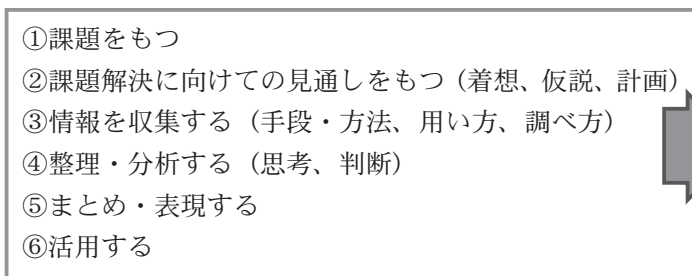 ①課題をもつ
②課題解決に向けての見通しをもつ（着想、仮説、計画）
③情報を収集する（手段・方法、用い方、調べ方）
④整理・分析する（思考、判断）
⑤まとめ・表現する
⑥活用する